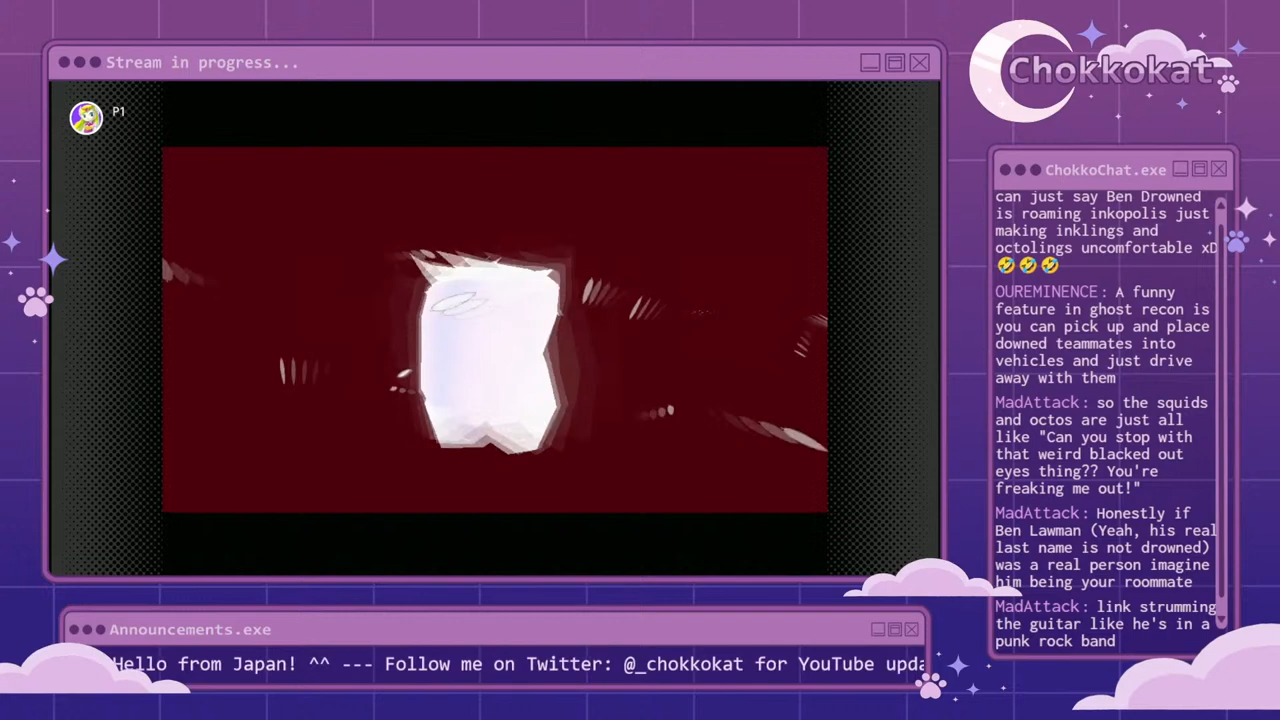 Stream in progress...
P1
Chokkokat
ChokkoChat.exe
can just say Ben Drowned
is roaming inkopolis just
making inklings and
octolings uncomfortable xD
🤣🤣🤣
OUREMINENCE: A funny
feature in ghost recon is
you can pick up and place
downed teammates into
vehicles and just drive
away with them
MadAttack: so the squids
and octos are just all
like "Can you stop with
that weird blacked out
eyes thing?? You're
freaking me out!"
MadAttack: Honestly if
Ben Lawman (Yeah, his real
last name is not drowned)
was a real person imagine
him being your roommate
MadAttack: link strumming
the guitar like he's in a
punk rock band
Announcements.exe
Hello from Japan! ^^ --- Follow me on Twitter: @_chokkokat for YouTube upda